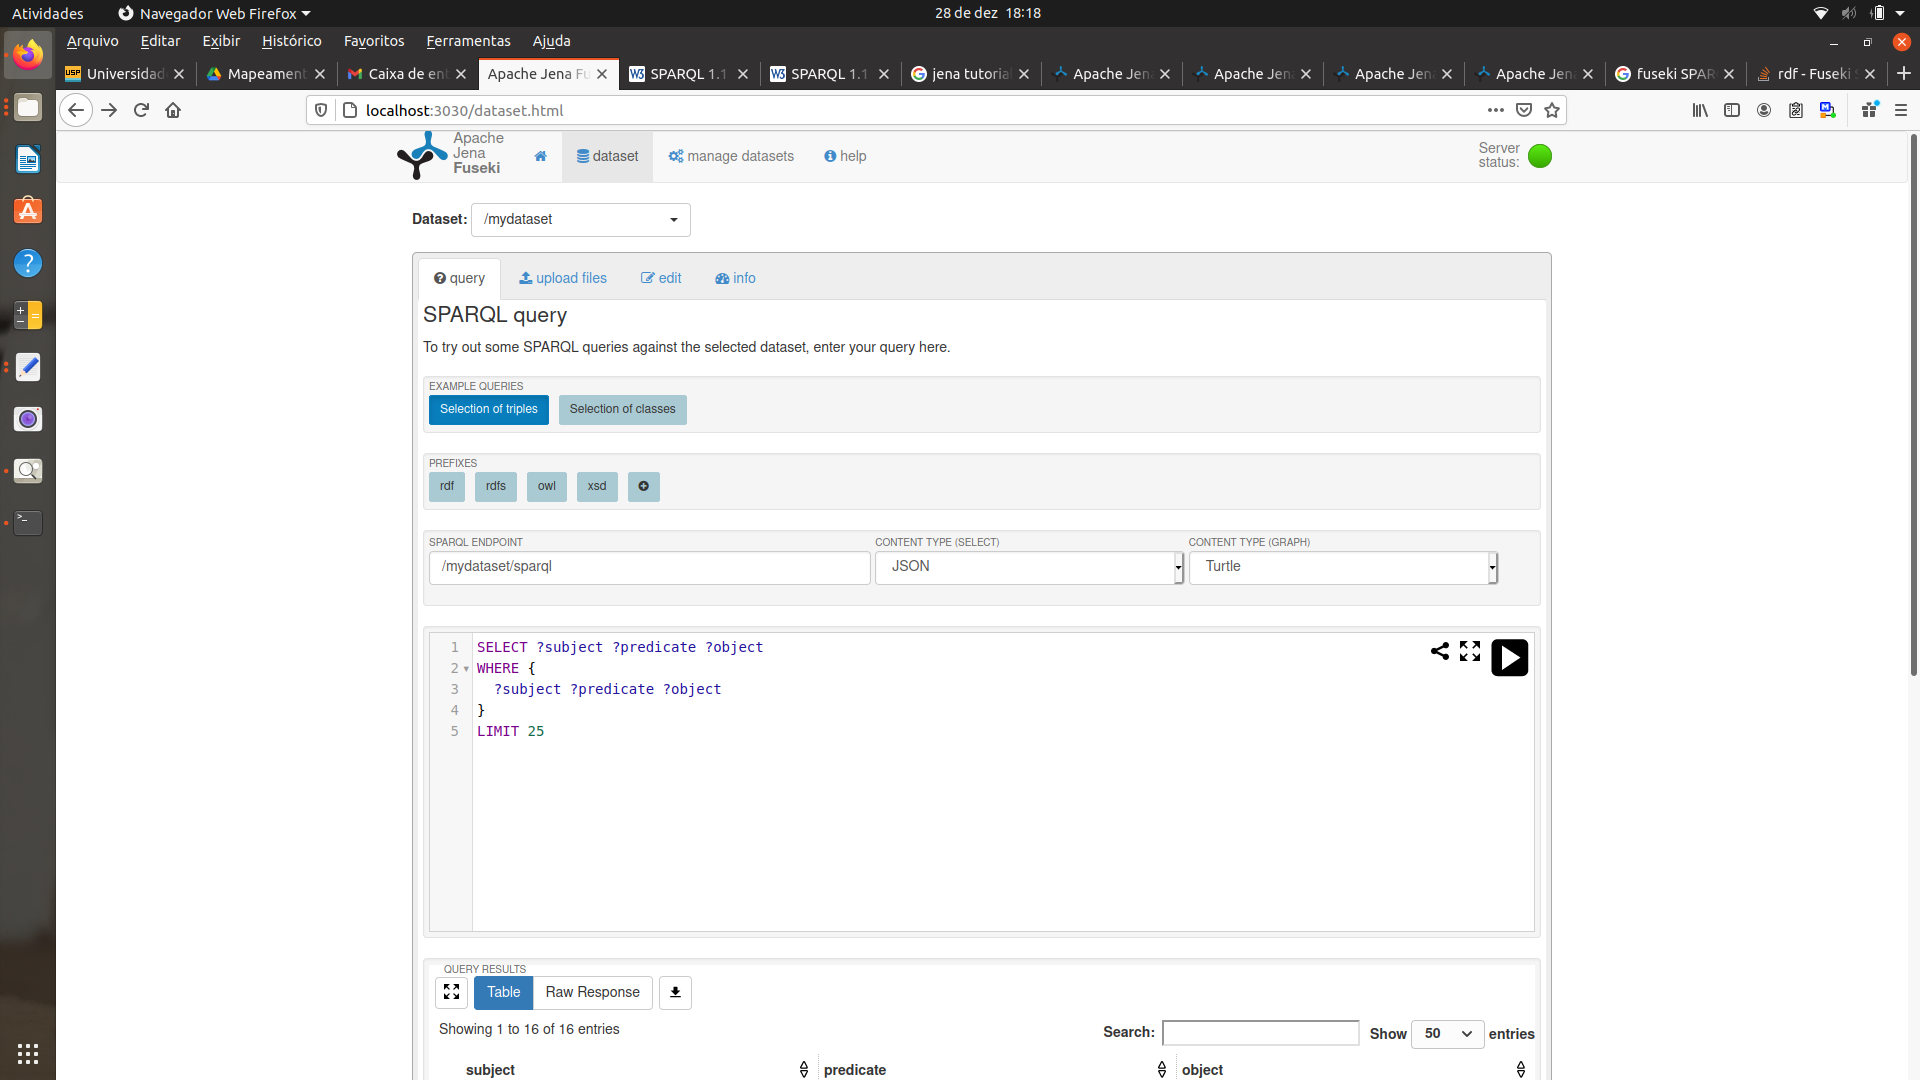 Atividades
Navegador Web Firefox
28 de dez 18:18
Arquivo Editar Exibir Histórico Favoritos Ferramentas Ajuda
Universidad
Mapeament
Caixa de en
Apache Jena Fu
SPARQL 1.1
SPARQL 1.1
jena tutoria
Apache Jen
Apache Jen
Apache Jen
Apache Jen
fuseki SPAR
rdf - Fuseki S
localhost:3030/dataset.html
Apache
Jena
Fuseki
dataset
manage datasets
help
Server
status:
Dataset: /mydataset
query
upload files
edit
info
SPARQL query
To try out some SPARQL queries against the selected dataset, enter your query here.
EXAMPLE QUERIES
Selection of triples
Selection of classes
PREFIXES
rdf
rdfs
owl
xsd
SPARQL ENDPOINT
CONTENT TYPE (SELECT)
CONTENT TYPE (GRAPH)
/mydataset/sparql
JSON
Turtle
1 SELECT ?subject ?predicate ?object
2 WHERE {
3 ?subject ?predicate ?object
4 }
5 LIMIT 25
QUERY RESULTS
Table
Raw Response
Showing 1 to 16 of 16 entries
Search:
Show 50 entries
subject
predicate
object